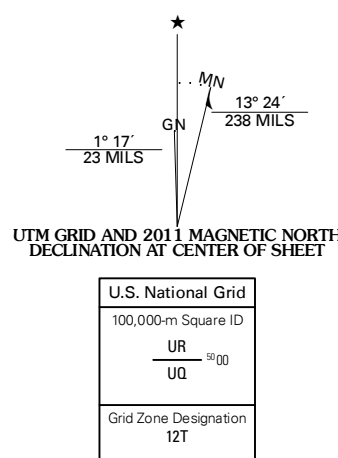 ★
MN
GN
13° 24´
238 MILS
1° 17´
23 MILS
UTM GRID AND 2011 MAGNETIC NORTH
DECLINATION AT CENTER OF SHEET
U.S. National Grid
100,000-m Square ID
UR
5000
UQ
Grid Zone Designation
12T